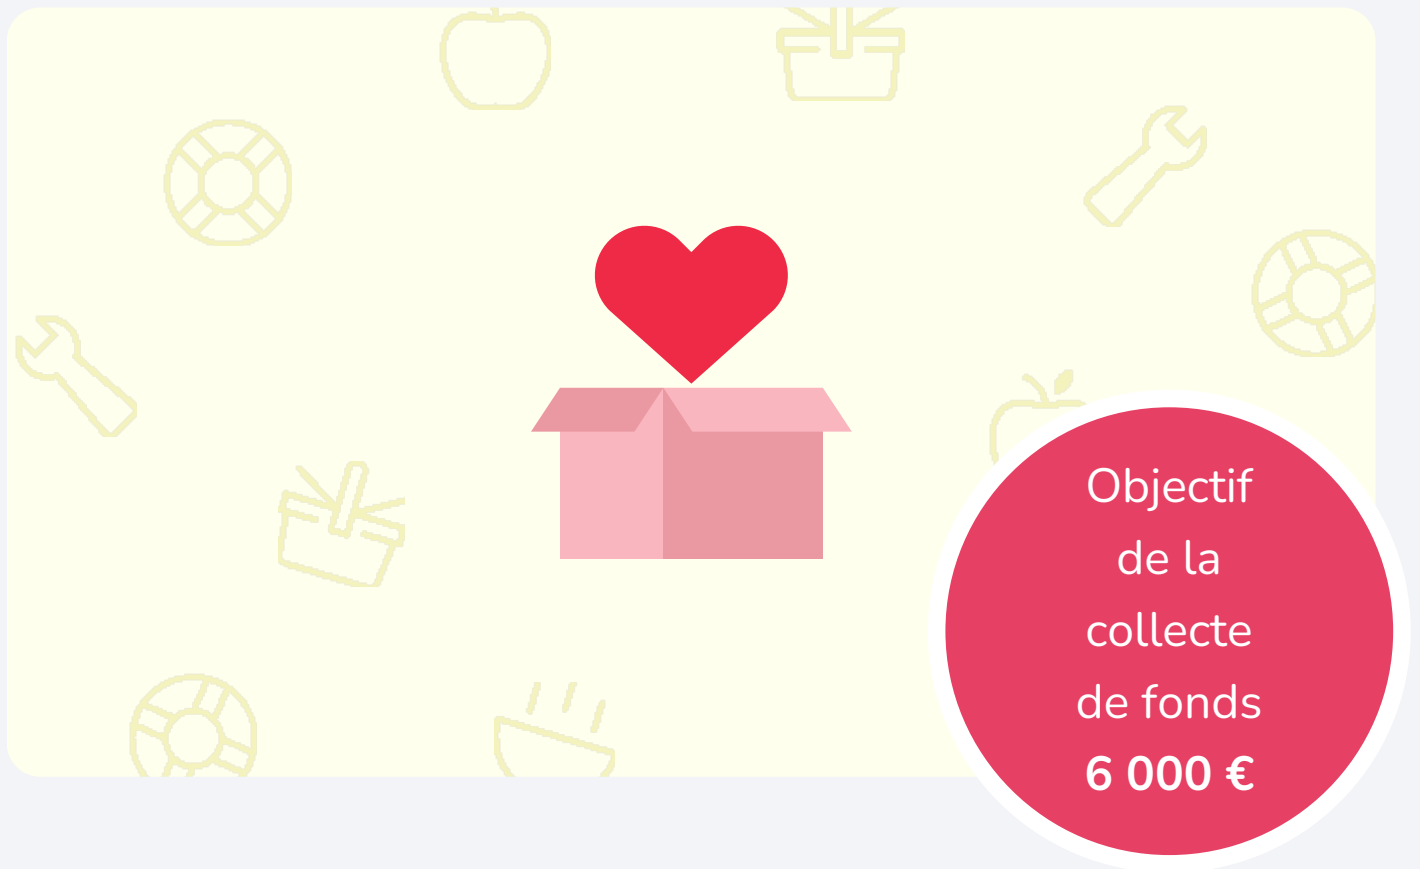 Objectif
de la
collecte
de fonds
6 000 €